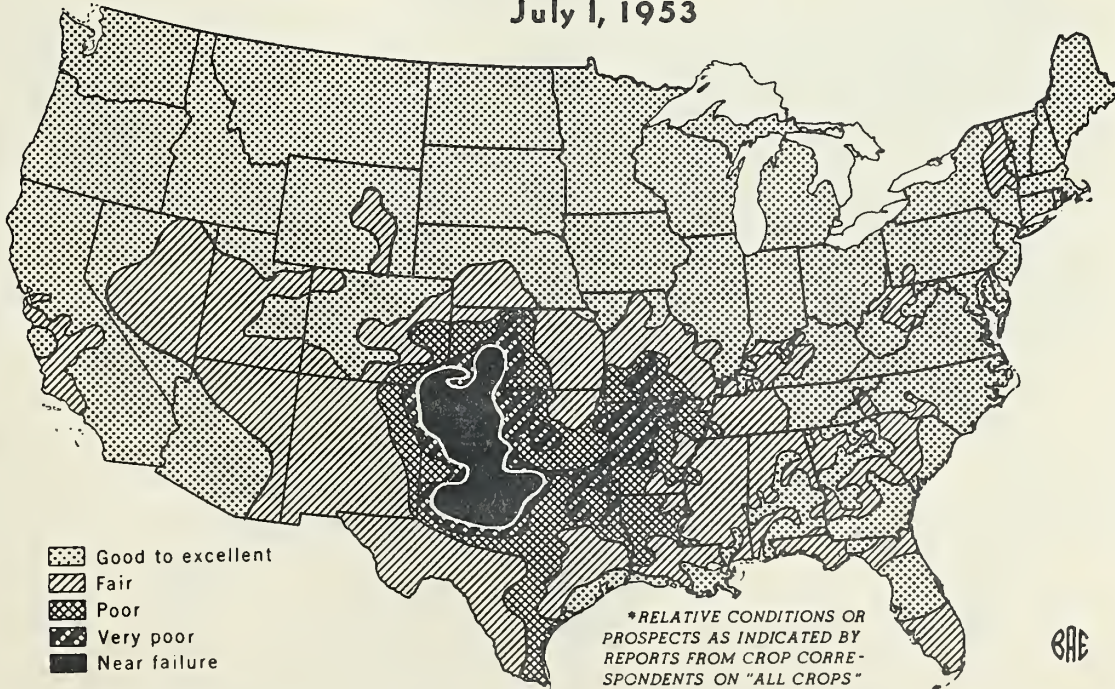 July 1, 1953
Good to excellent
Fair
Poor
Very poor
Near failure
*RELATIVE CONDITIONS OR
PROSPECTS AS INDICATED BY
REPORTS FROM CROP CORRE-
SPONDENTS ON "ALL CROPS"
BAE